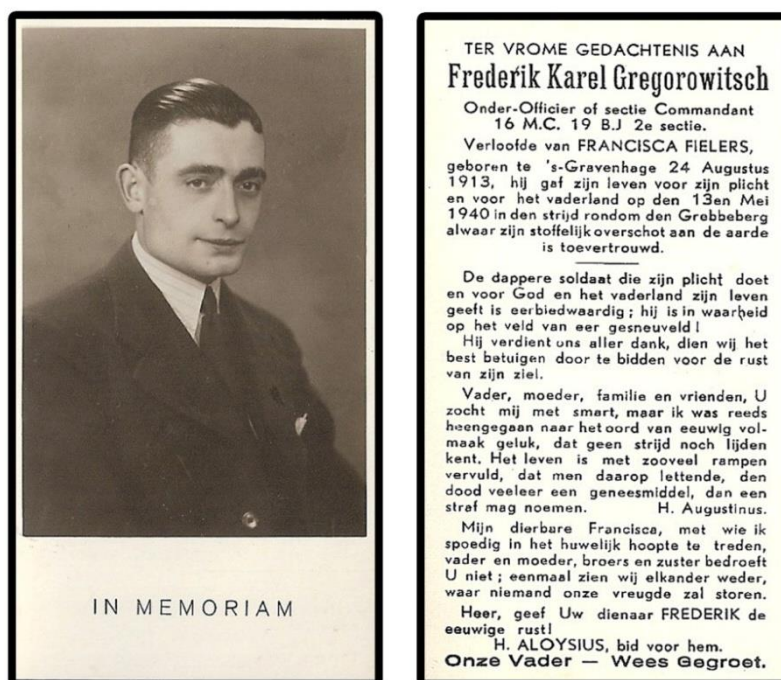 IN MEMORIAM
TER VROME GEDACHTENIS AAN
Frederik Karel Gregorowitsch
Onder-Officier of sectie Commandant
16 M.C. 19 B.J 2e sectie.
Verloofde van FRANCISCA FIELERS,
geboren te 's-Gravenhage 24 Augustus
1913, hij gaf zijn leven voor zijn plicht
en voor het vaderland op den 13en Mei
1940 in den strijd rondom den Grebbeberg
alwaar zijn stoffelijk overschot aan de aarde
is toevertrouwd.
De dappere soldaat die zijn plicht doet
en voor God en het vaderland zijn leven
geeft is eerbiedwaardig; hij is in waarheid
op het veld van eer gesneuveld!
Hij verdient ons aller dank, dien wij het
best betuigen door te bidden voor de rust
van zijn ziel.
Vader, moeder, familie en vrienden, U
zocht mij met smart, maar ik was reeds
heengegaan naar het oord van eeuwig vol-
maak geluk, dat geen strijd noch lijden
kent. Het leven is met zooveel rampen
vervuld, dat men daarop lettende, den
dood veeleer een geneesmiddel, dan een
straf mag noemen. H. Augustinus.
Mijn dierbare Francisca, met wie ik
spoedig in het huwelijk hoopte te treden,
vader en moeder, broers en zuster bedroeft
U niet; eenmaal zien wij elkander weder,
waar niemand onze vreugde zal storen.
Heer, geef Uw dienaar FREDERIK de
eeuwige rust!
H. ALOYSIUS, bid voor hem.
Onze Vader — Wees Gegroet.